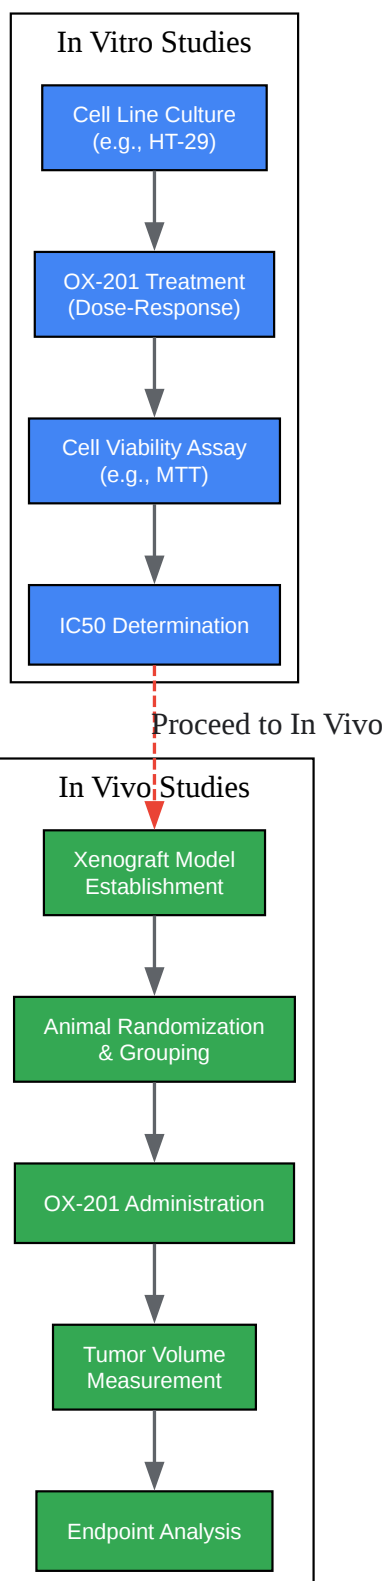 In Vitro Studies
Cell Line Culture
(e.g., HT-29)
OX-201 Treatment
(Dose-Response)
Cell Viability Assay
(e.g., MTT)
IC50 Determination
Proceed to In Vivo
In Vivo Studies
Xenograft Model
Establishment
Animal Randomization
& Grouping
OX-201 Administration
Tumor Volume
Measurement
Endpoint Analysis